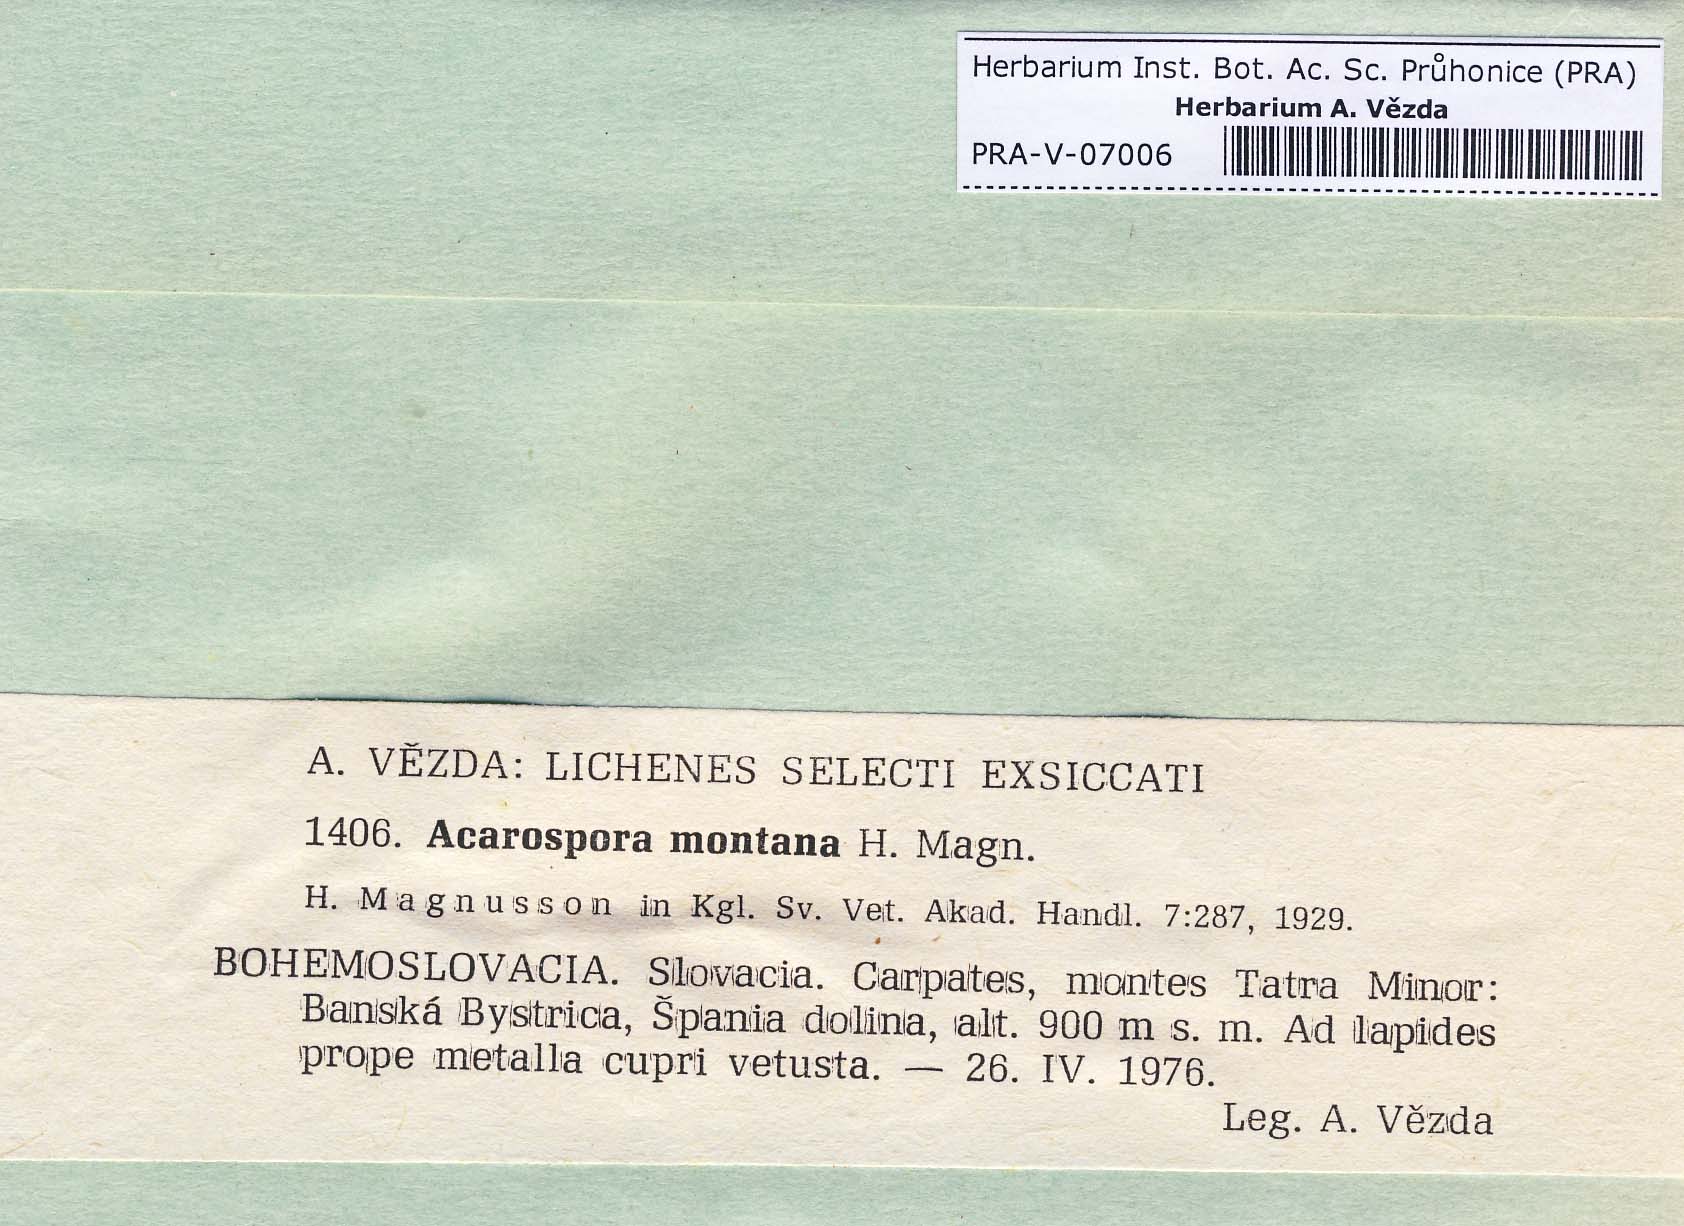 Herbarium Inst. Bot. Ac. Sc. Průhonice (PRA)
Herbarium A. Vězda
PRA-V-07006
A. VĚZDA: LICHENES SELECTI EXSICCATI
1406. Acarospora montana H. Magn.
H. Magnusson in Kgl. Sv. Vet. Akad. Handl. 7:287, 1929.
BOHEMOSLOVACIA. Slovacia. Carpates, montes Tatra Minor:
Banská Bystrica, Špania dolina, alt. 900 m s. m. Ad lapides
prope metalla cupri vetusta. — 26. IV. 1976.
Leg. A. Vězda